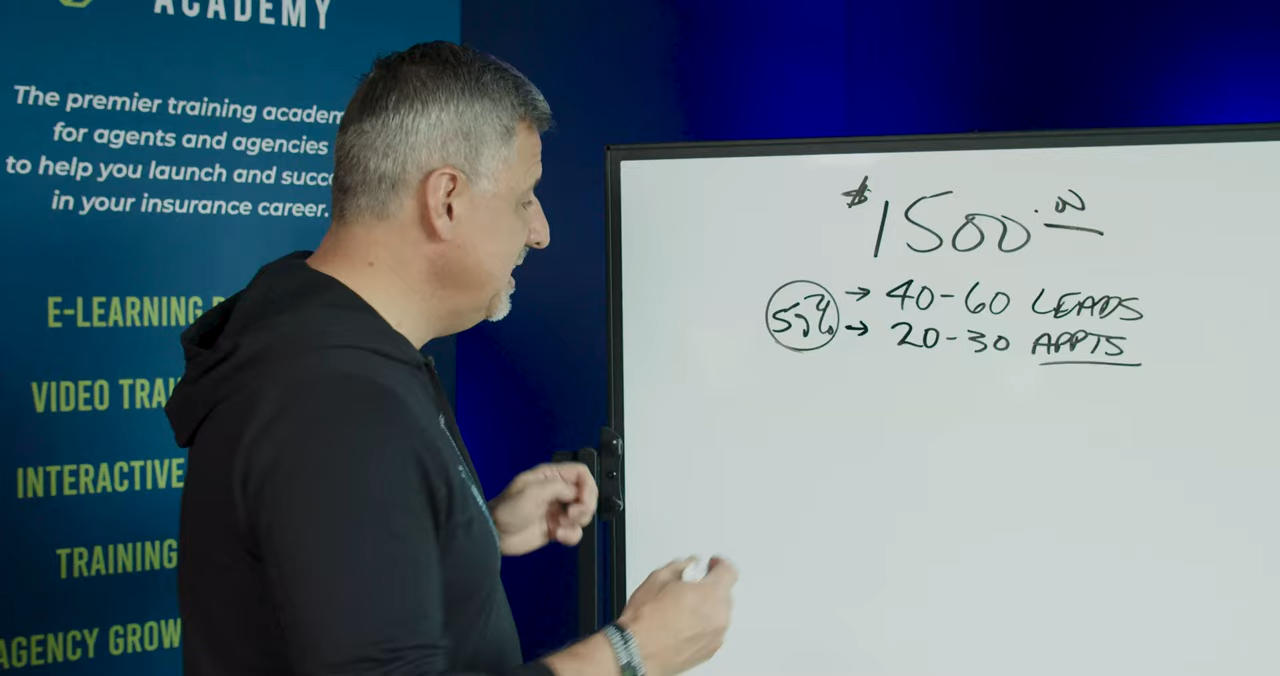 ACADEMY
The premier training academ
for agents and agencies
to help you launch and succ
in your insurance career.
E-LEARNING
VIDEO TRAI
INTERACTIVE
TRAINING
AGENCY GROW
$1500.00
50% → 40-60 LEADS
→ 20-30 APPTS